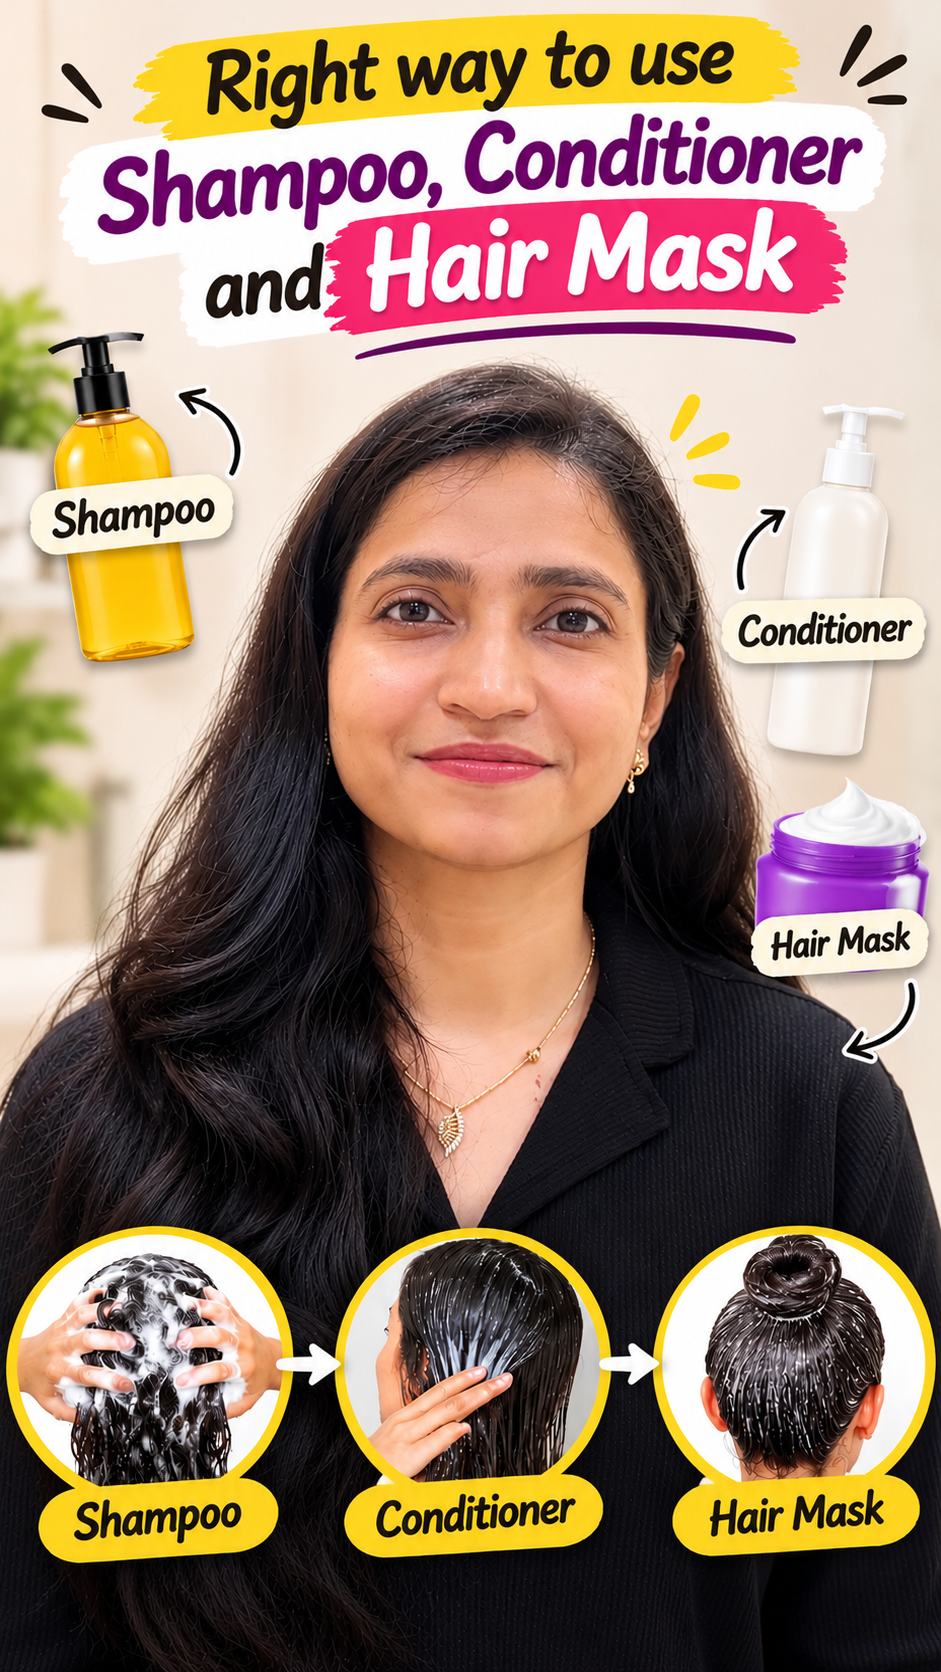 Right way to use
Shampoo, Conditioner
and Hair Mask
Shampoo
Conditioner
Hair Mask
Shampoo
Conditioner
Hair Mask